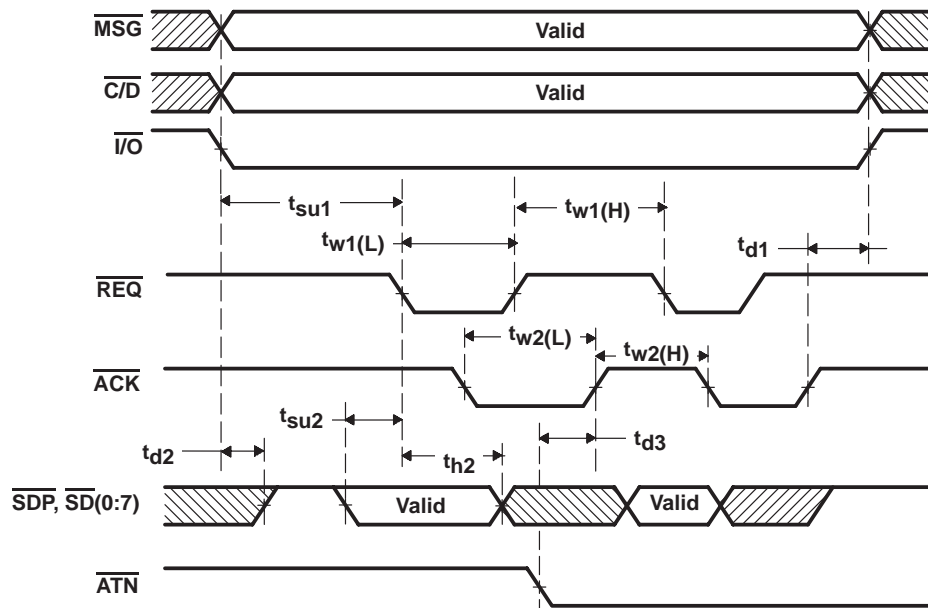 MSG
Valid
C/D
Valid
I/O
tsu1
tw1(H)
tw1(L)
td1
REQ
tw2(L)
tw2(H)
ACK
tsu2
td3
td2
th2
SDP, SD(0:7)
Valid
Valid
ATN